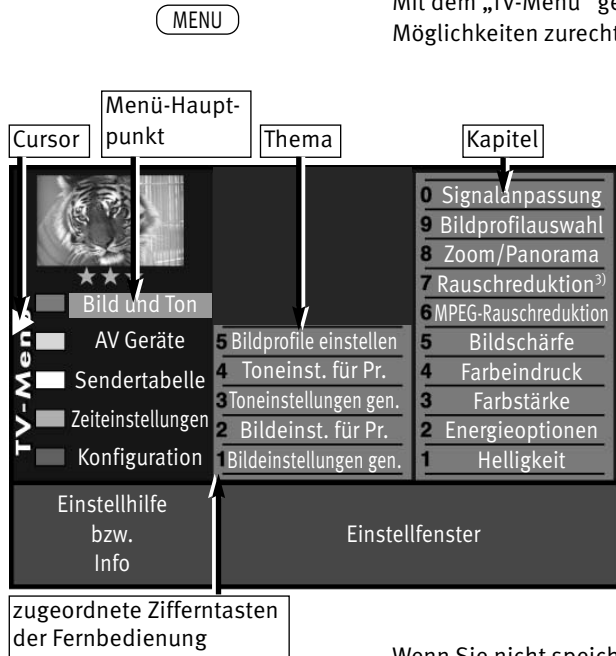 Mit dem „TV-Menü“ ge
MENU
Möglichkeiten zurecht
Menü-Haupt-
punkt
Cursor
Thema
Kapitel
TV-Menü
Bild und Ton
AV Geräte
Sendertabelle
Zeiteinstellungen
Konfiguration
5 Bildprofile einstellen
4 Toneinst. für Pr.
3 Toneinstellungen gen.
2 Bildeinst. für Pr.
1 Bildeinstellungen gen.
0 Signalanpassung
9 Bildprofilauswahl
8 Zoom/Panorama
7 Rauschreduktion3)
6 MPEG-Rauschreduktion
5 Bildschärfe
4 Farbeindruck
3 Farbstärke
2 Energieoptionen
1 Helligkeit
Einstellhilfe
bzw.
Info
Einstellfenster
zugeordnete Zifferntasten
der Fernbedienung
Wenn Sie nicht speich